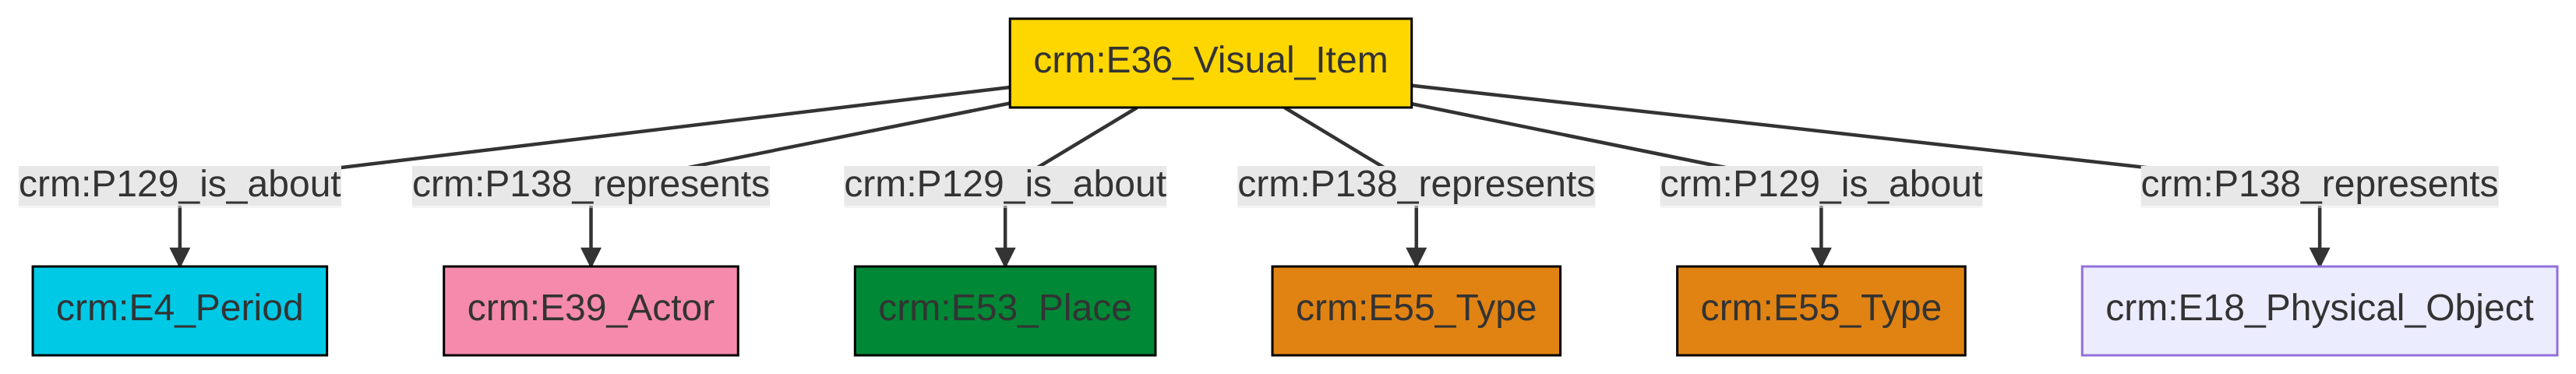 crm:E36_Visual_Item
crm:P129_is_about
crm:P138_represents
crm:P129_is_about
crm:P138_represents
crm:P129_is_about
crm:P138_represents
crm:E4_Period
crm:E39_Actor
crm:E53_Place
crm:E55_Type
crm:E55_Type
crm:E18_Physical_Object